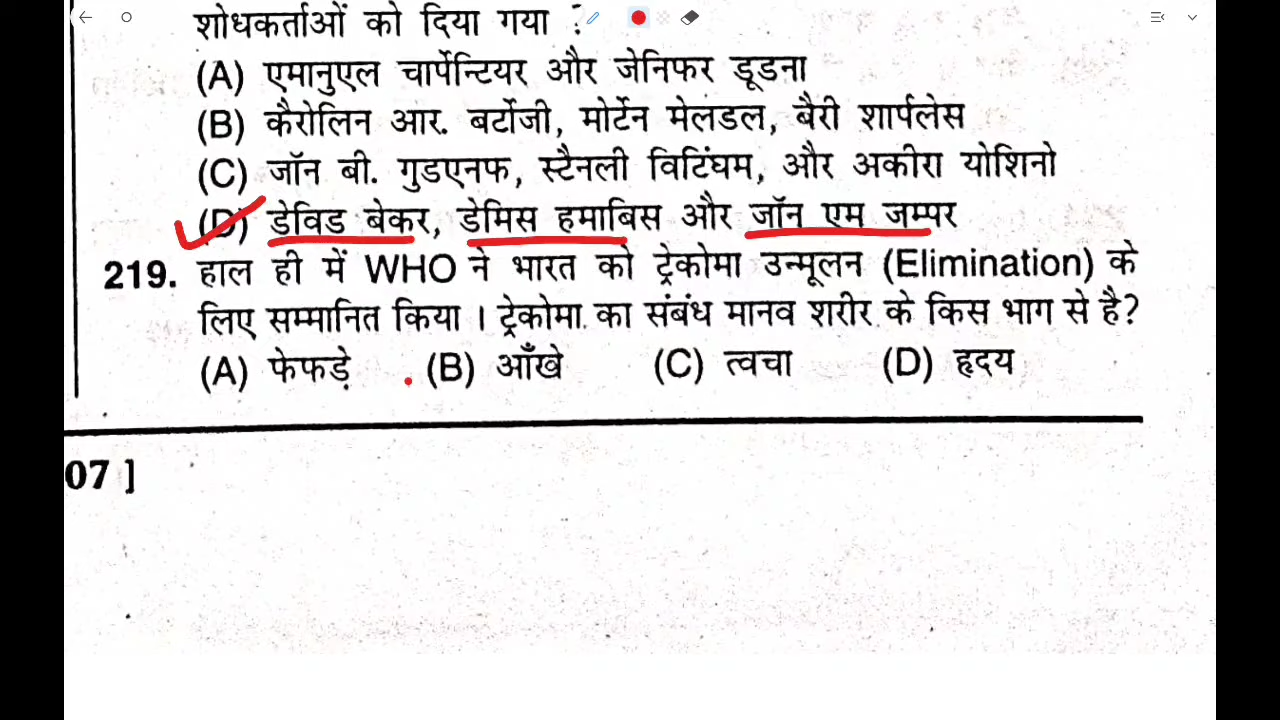 शोधकर्ताओं को दिया गया ?
(A) एमानुएल चार्पेन्टियर और जेनिफर डूडना
(B) कैरोलिन आर. बर्टोजी, मोर्टेन मेलडल, बैरी शार्पलेस
(C) जॉन बी. गुडएनफ, स्टैनली विटिंघम, और अकीरा योशिनो
(D) डेविड बेकर, डेमिस हमाबिस और जॉन एम जम्पर
219. हाल ही में WHO ने भारत को ट्रेकोमा उन्मूलन (Elimination) के
लिए सम्मानित किया । ट्रेकोमा का संबंध मानव शरीर के किस भाग से है?
(A) फेफड़े (B) आँखे (C) त्वचा (D) हृदय
07 ]